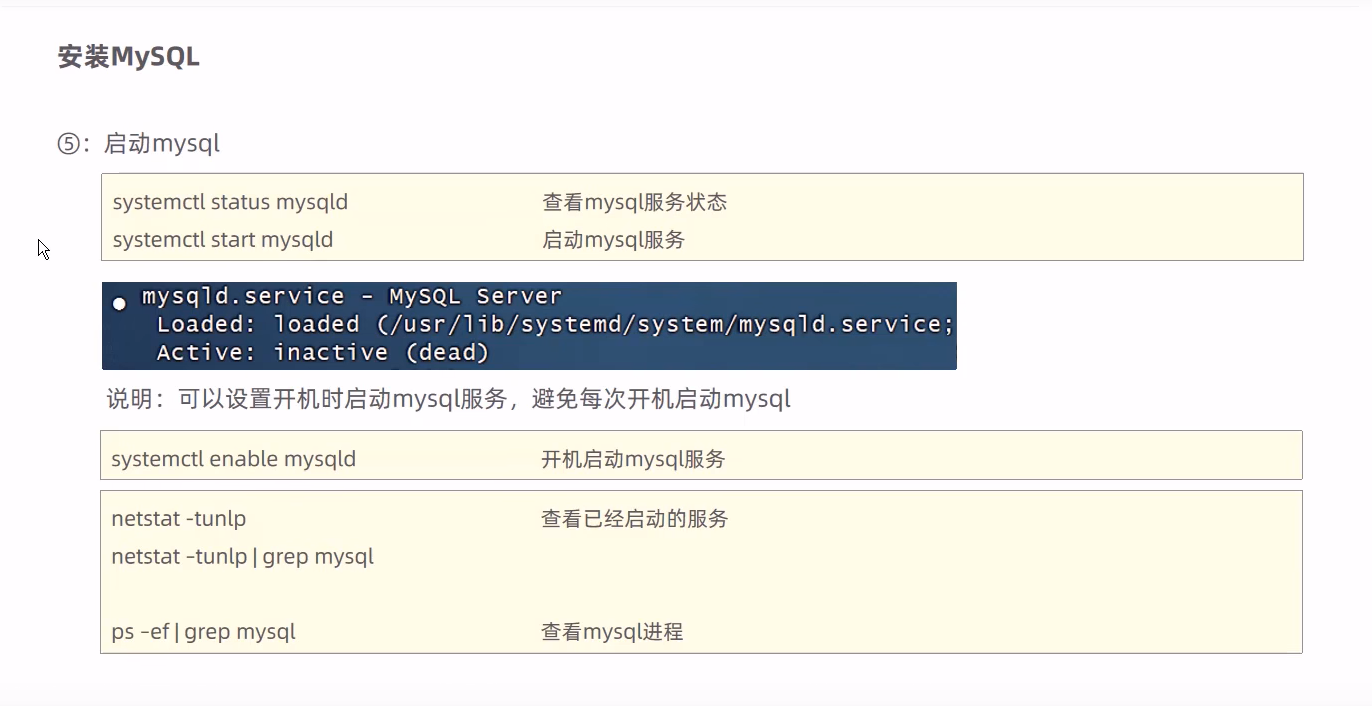 安装MySQL
⑤：启动mysql
systemctl status mysqld 查看mysql服务状态
systemctl start mysqld 启动mysql服务
mysqld.service - MySQL Server
Loaded: loaded (/usr/lib/systemd/system/mysqld.service;
Active: inactive (dead)
说明：可以设置开机时启动mysql服务，避免每次开机启动mysql
systemctl enable mysqld 开机启动mysql服务
netstat -tunlp 查看已经启动的服务
netstat –tunlp | grep mysql
ps –ef | grep mysql 查看mysql进程